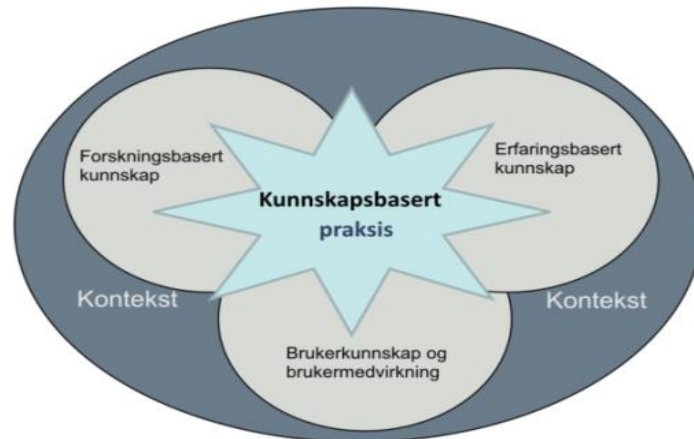 Forskningsbasert
kunnskap
Erfaringsbasert
kunnskap
Kunnskapsbasert
praksis
Kontekst
Kontekst
Brukerkunnskap og
brukermedvirkning